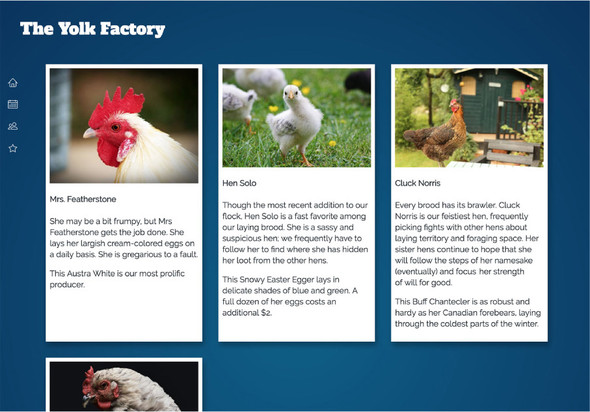 The Yolk Factory
Mrs. Featherstone
She may be a bit frumpy, but Mrs
Featherstone gets the job done. She
lays her largish cream-colored eggs on
a daily basis. She is gregarious to a fault.
This Austra White is our most prolific
producer.
Hen Solo
Though the most recent addition to our
flock, Hen Solo is a fast favorite among
our laying brood. She is a sassy and
suspicious hen; we frequently have to
follow her to find where she has hidden
her loot from the other hens.
This Snowy Easter Egger lays in
delicate shades of blue and green. A
full dozen of her eggs costs an
additional $2.
Cluck Norris
Every brood has its brawler. Cluck
Norris is our feistiest hen, frequently
picking fights with other hens about
laying territory and foraging space. Her
sister hens continue to hope that she
will follow the steps of her namesake
(eventually) and focus her strength
of will for good.
This Buff Chantecler is as robust and
hardy as her Canadian forebears, laying
through the coldest parts of the winter.